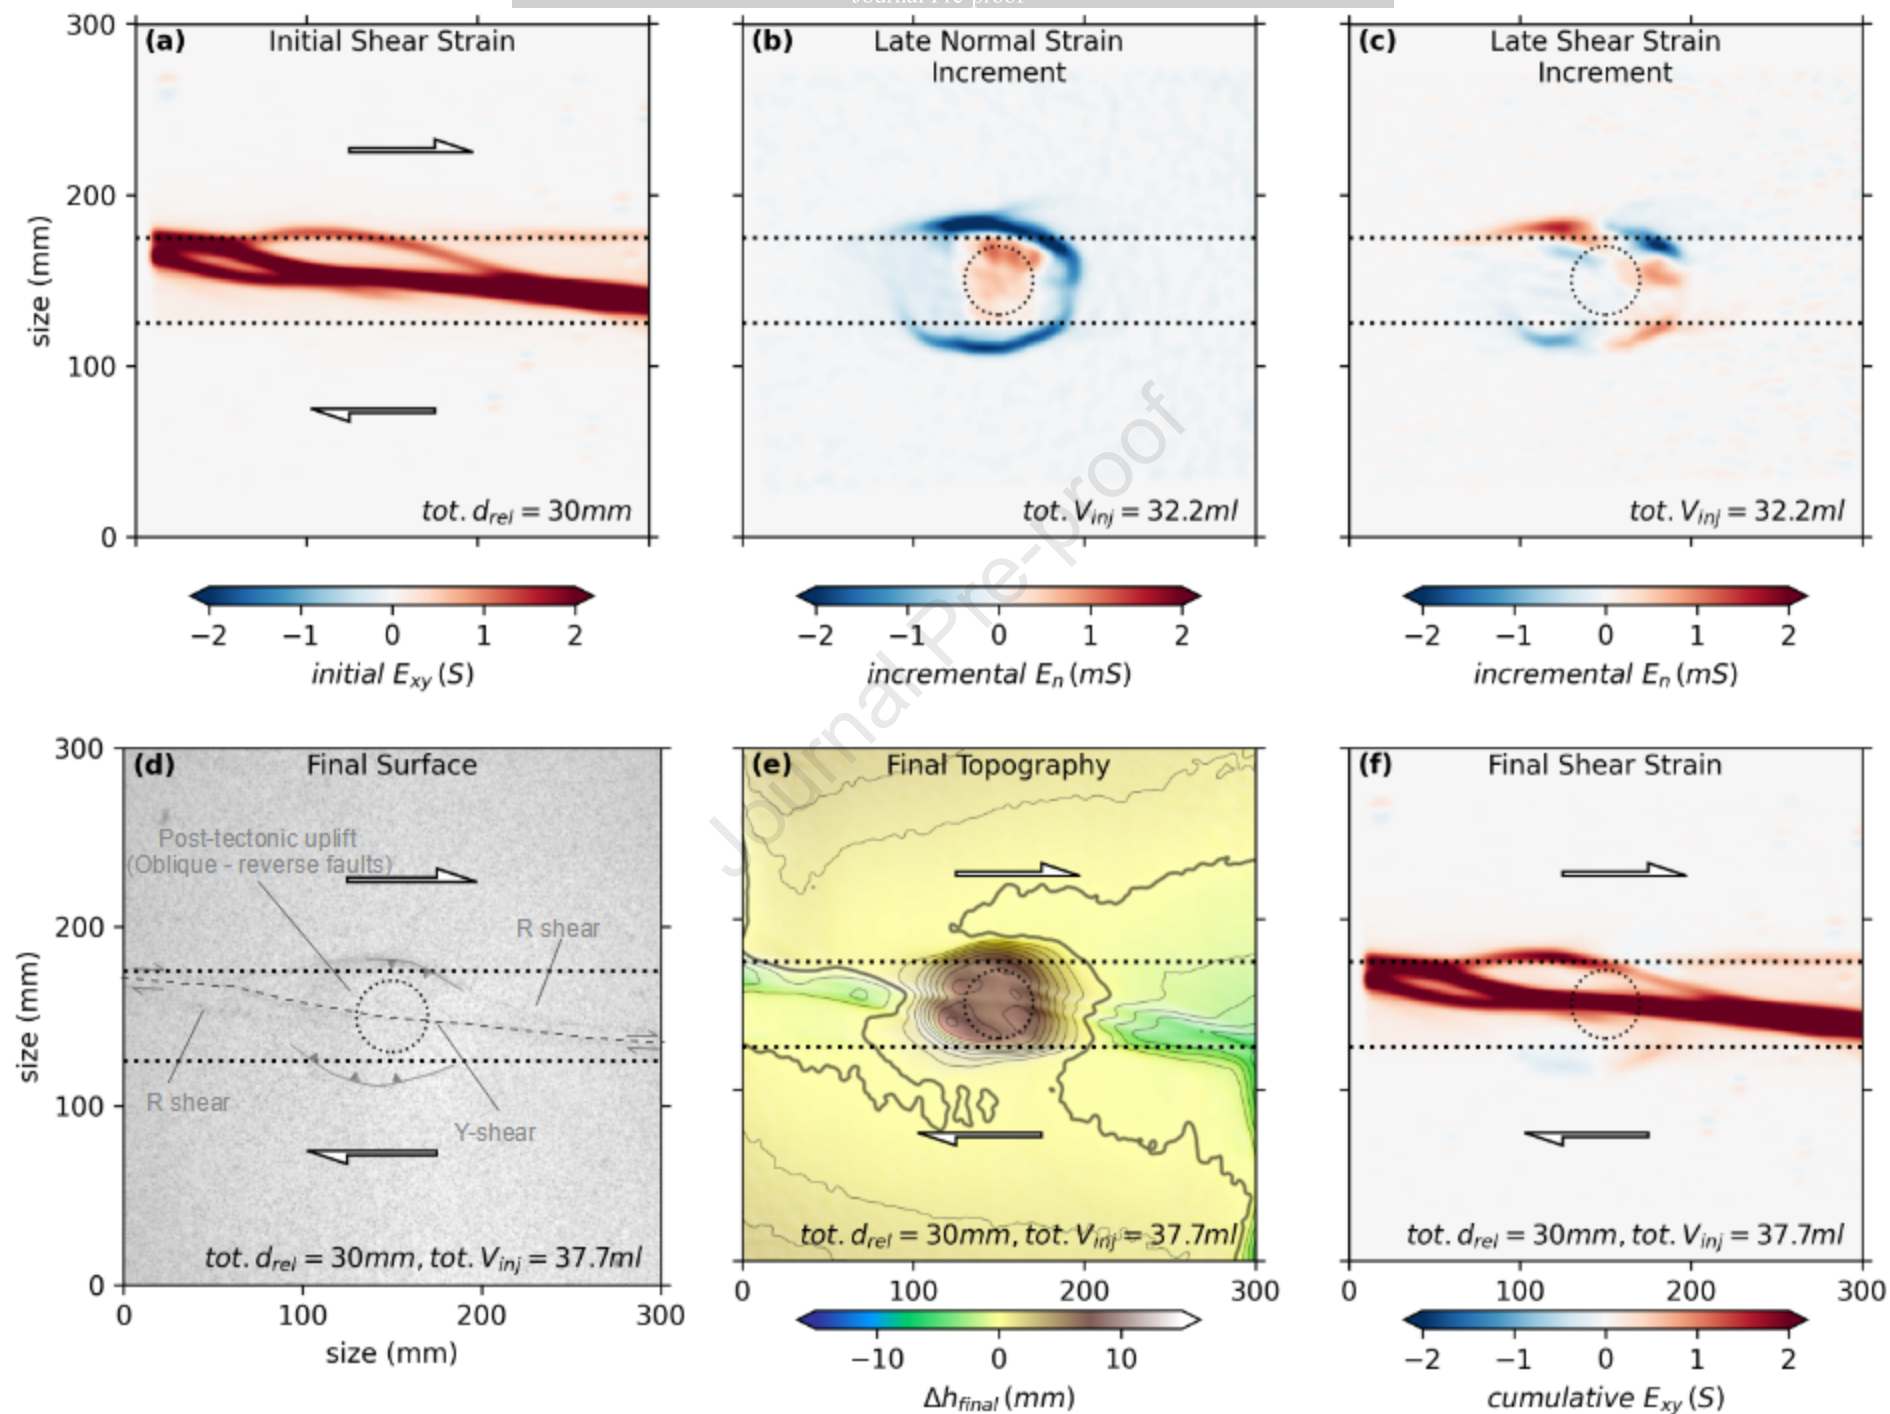 Journal Pre-proof
(a) Initial Shear Strain
(b) Late Normal Strain
Increment
(c) Late Shear Strain
Increment
300
200
100
0
size (mm)
tot. d_rel = 30mm
tot. V_inj = 32.2ml
tot. V_inj = 32.2ml
−2 −1 0 1 2
initial E_xy (S)
−2 −1 0 1 2
incremental E_n (mS)
−2 −1 0 1 2
incremental E_n (mS)
Journal Pre-proof
(d) Final Surface
(e) Final Topography
(f) Final Shear Strain
300
200
100
0
size (mm)
Post-tectonic uplift
(Oblique - reverse faults)
R shear
R shear
Y-shear
tot. d_rel = 30mm, tot. V_inj = 37.7ml
tot. d_rel = 30mm, tot. V_inj = 37.7ml
tot. d_rel = 30mm, tot. V_inj = 37.7ml
0 100 200 300
size (mm)
0 100 200 300
−10 0 10
Δh_final (mm)
0 100 200 300
−2 −1 0 1 2
cumulative E_xy (S)